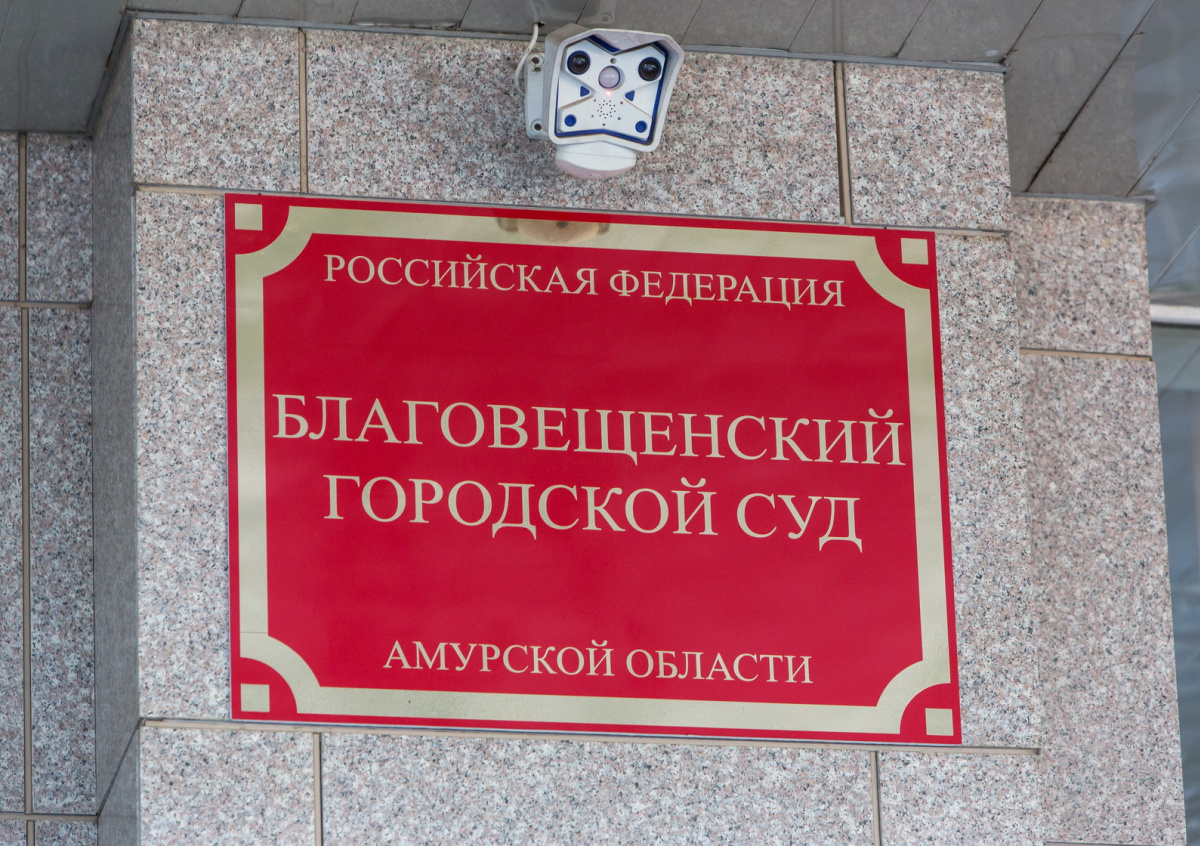 РОССИЙСКАЯ ФЕДЕРАЦИЯ
БЛАГОВЕЩЕНСКИЙ
ГОРОДСКОЙ СУД
АМУРСКОЙ ОБЛАСТИ